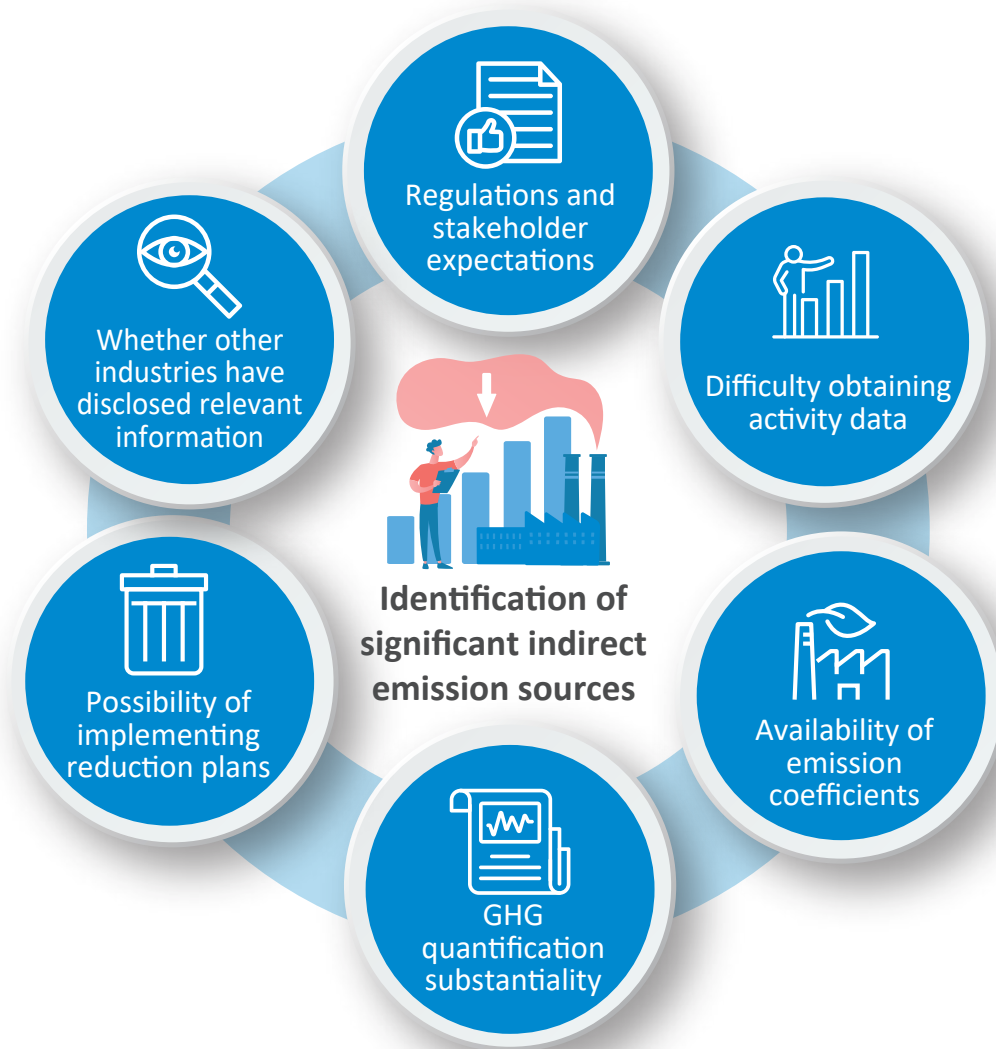 Regulations and
stakeholder
expectations
Difficulty obtaining
activity data
Availability of
emission
coefficients
GHG
quantification
substantiality
Possibility of
implementing
reduction plans
Whether other
industries have
disclosed relevant
information
Identification of
significant indirect
emission sources